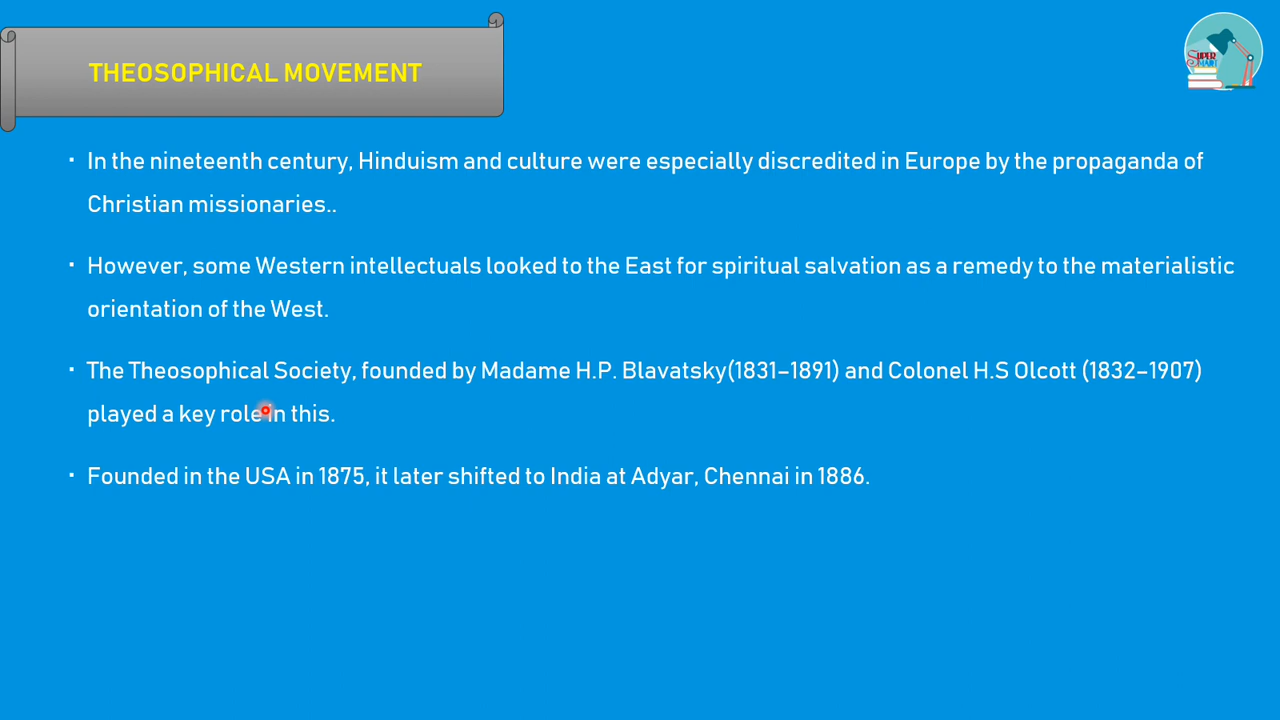 THEOSOPHICAL MOVEMENT
SUPER
SMART
▪ In the nineteenth century, Hinduism and culture were especially discredited in Europe by the propaganda of
Christian missionaries..
▪ However, some Western intellectuals looked to the East for spiritual salvation as a remedy to the materialistic
orientation of the West.
▪ The Theosophical Society, founded by Madame H.P. Blavatsky(1831–1891) and Colonel H.S Olcott (1832–1907)
played a key role in this.
▪ Founded in the USA in 1875, it later shifted to India at Adyar, Chennai in 1886.